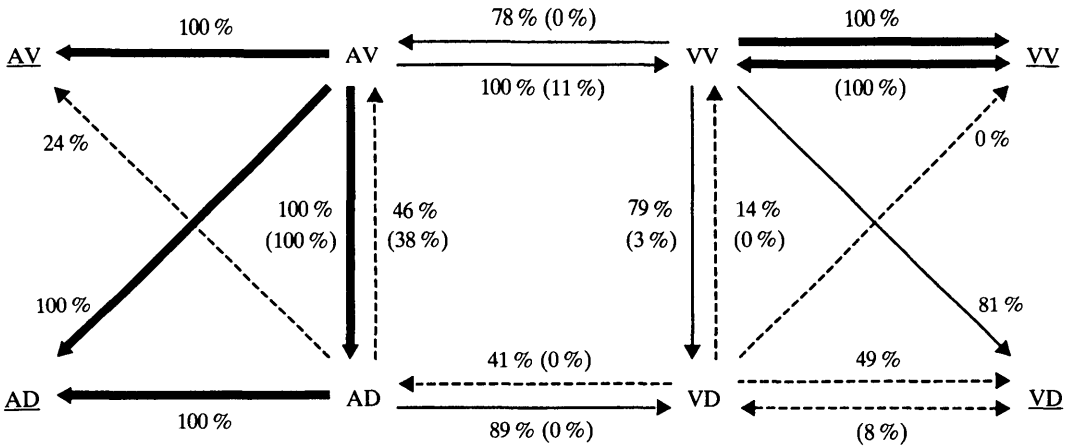 100 %
78 % (0 %)
100 %
AV
AV
VV
VV
100 % (11 %)
(100 %)
24 %
0 %
100 %
(100 %)
46 %
(38 %)
79 %
(3 %)
14 %
(0 %)
100 %
81 %
41 % (0 %)
49 %
AD
AD
VD
VD
100 %
89 % (0 %)
(8 %)